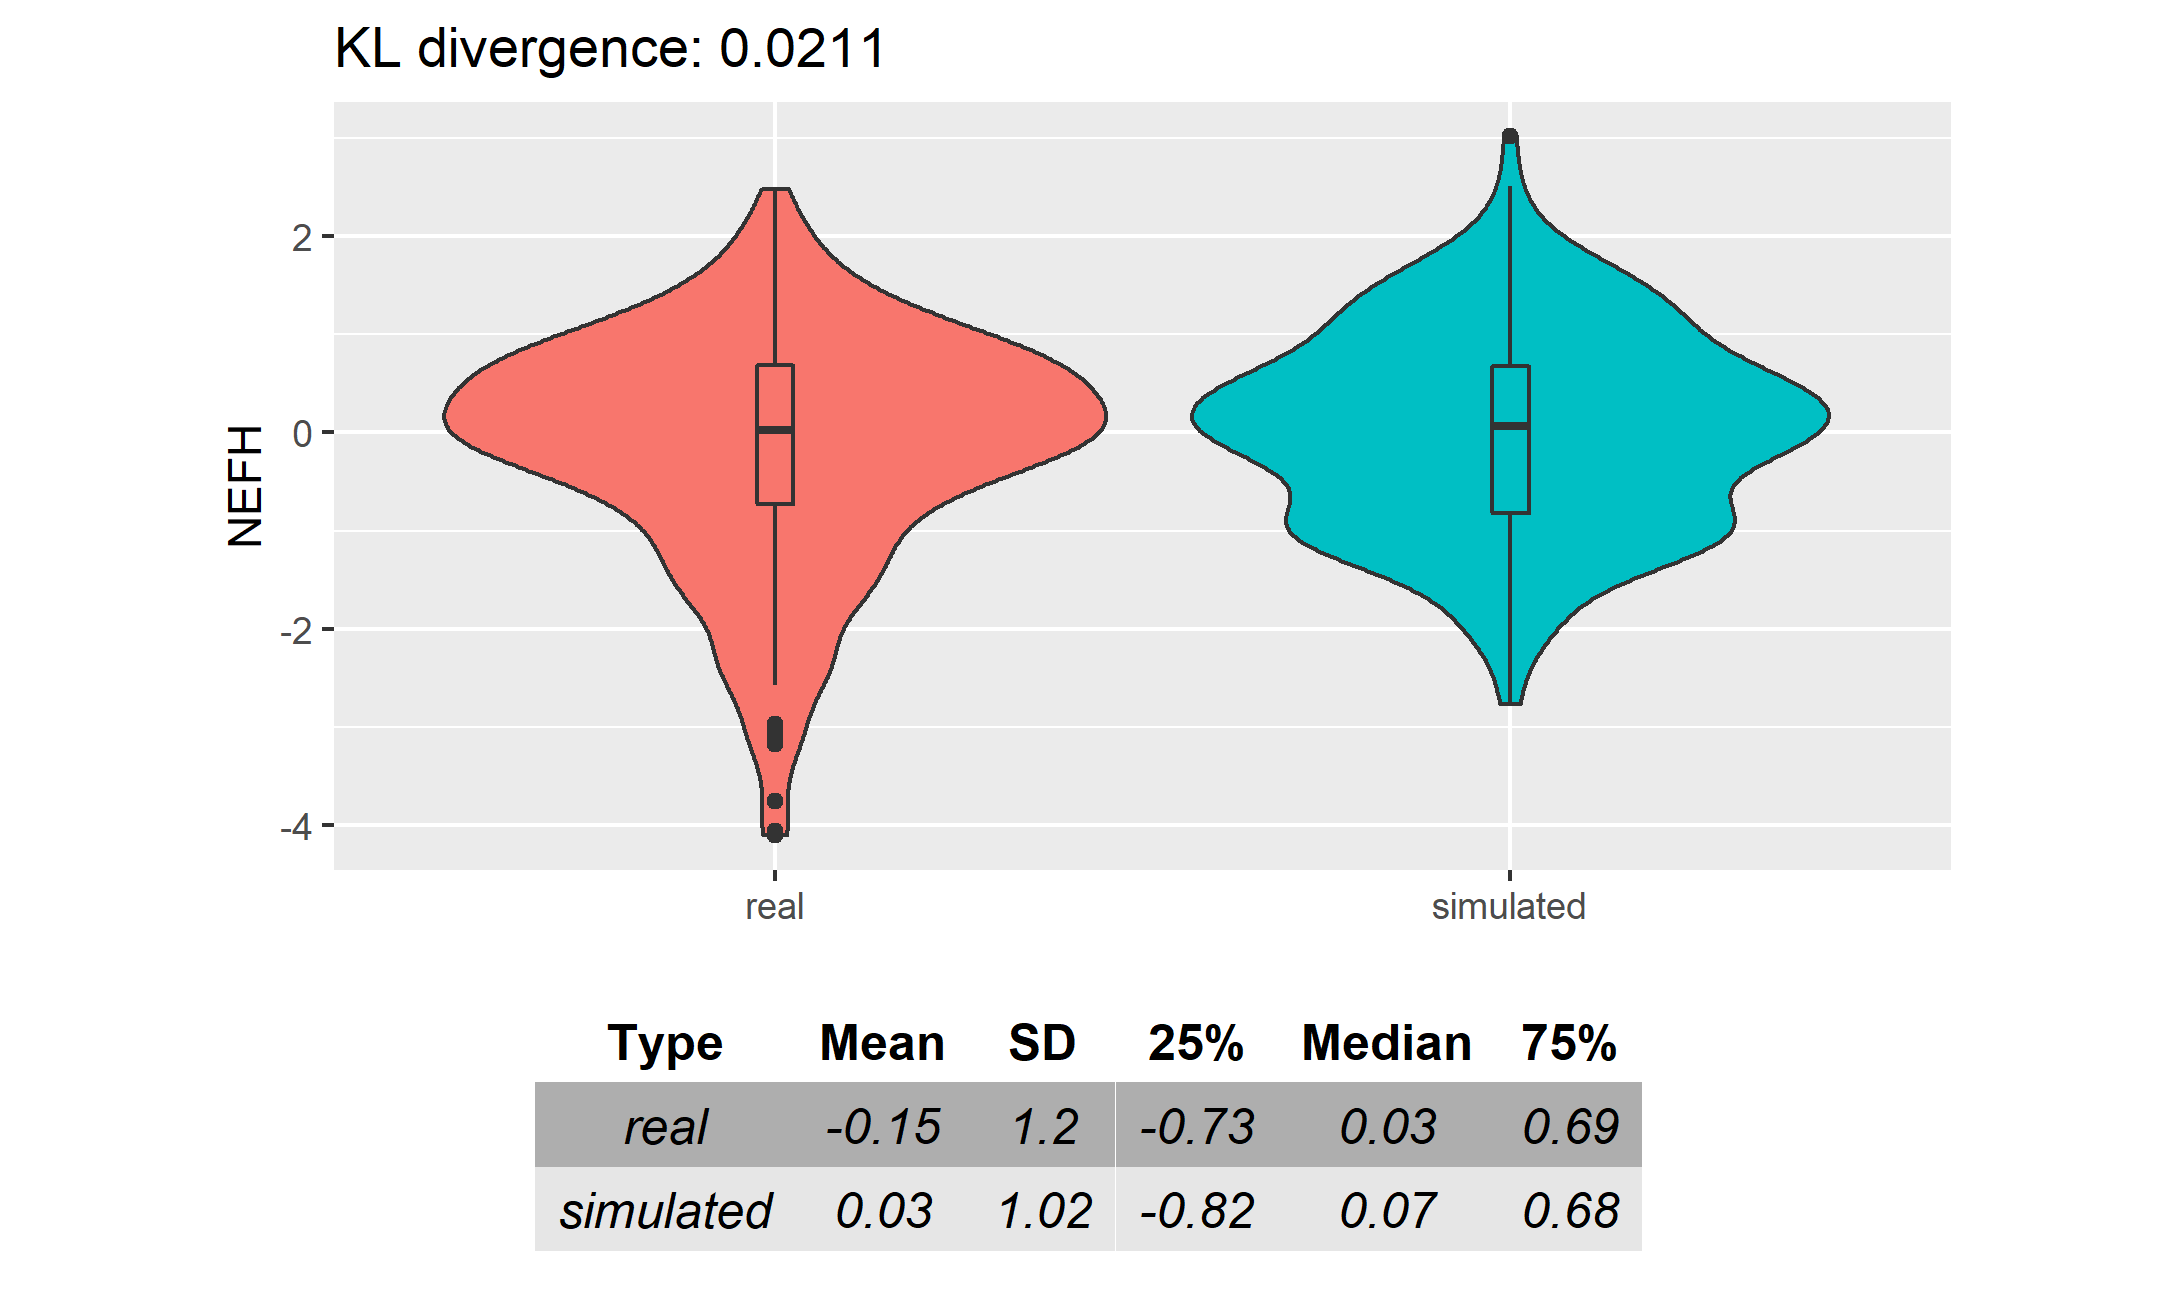 KL divergence: 0.0211
NEFH
2
0
-2
-4
real simulated
Type Mean SD 25% Median 75%
real -0.15 1.2 -0.73 0.03 0.69
simulated 0.03 1.02 -0.82 0.07 0.68